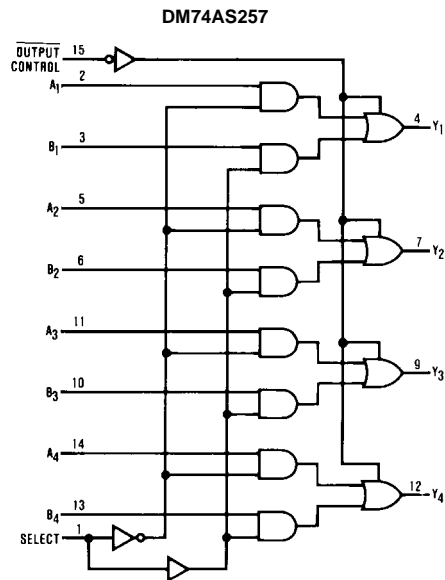 DM74AS257
OUTPUT CONTROL 15
A1 2
4 Y1
B1 3
A2 5
7 Y2
B2 6
A3 11
9 Y3
B3 10
A4 14
12 Y4
B4 13
SELECT 1